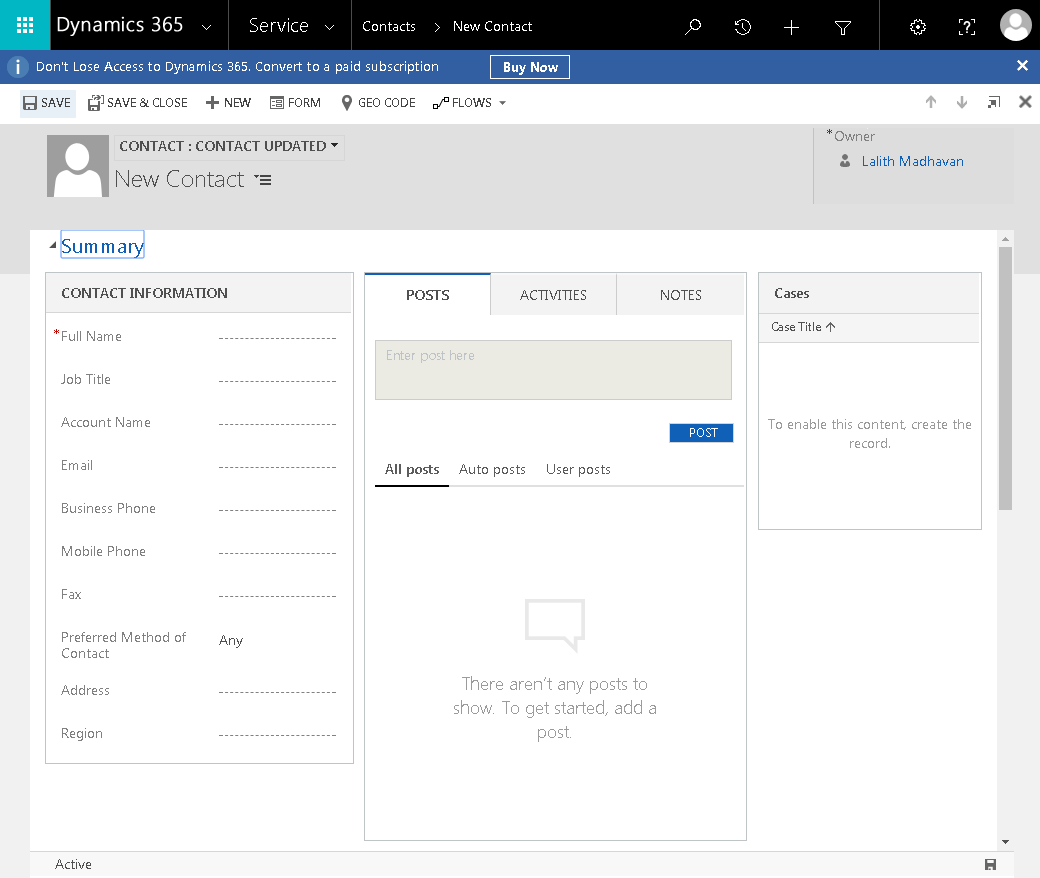 Dynamics 365
Service
Contacts > New Contact
Don't Lose Access to Dynamics 365. Convert to a paid subscription
Buy Now
SAVE
SAVE & CLOSE
NEW
FORM
GEO CODE
FLOWS
CONTACT : CONTACT UPDATED
New Contact
*Owner
Lalith Madhavan
Summary
CONTACT INFORMATION
*Full Name
Job Title
Account Name
Email
Business Phone
Mobile Phone
Fax
Preferred Method of
Contact
Any
Address
Region
POSTS
ACTIVITIES
NOTES
Enter post here
POST
All posts
Auto posts
User posts
There aren't any posts to
show. To get started, add a
post.
Cases
Case Title ↑
To enable this content, create the
record.
Active